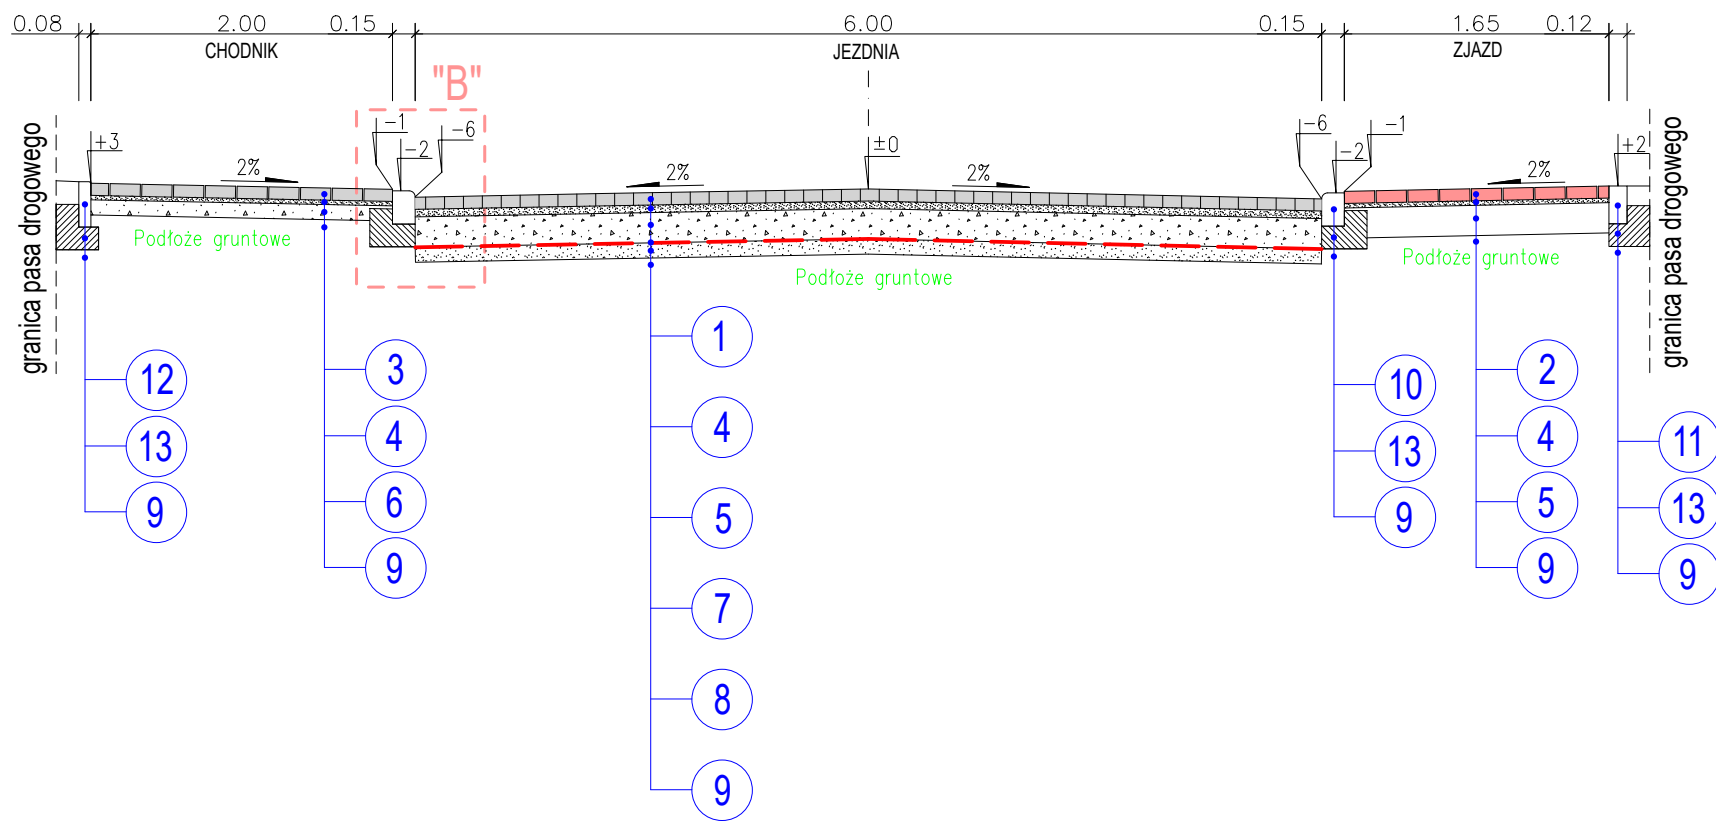 0.08 2.00 0.15 6.00 0.15 1.65 0.12
CHODNIK JEZDNIA ZJAZD
"B"
-1 -6 -6 -1
+3 -2 ±0 -2 +2
2% 2% 2% 2%
granica pasa drogowego
granica pasa drogowego
Podłoże gruntowe
Podłoże gruntowe
Podłoże gruntowe
12
13
9
3
4
6
9
1
4
5
7
8
9
10
13
9
2
4
5
9
11
13
9